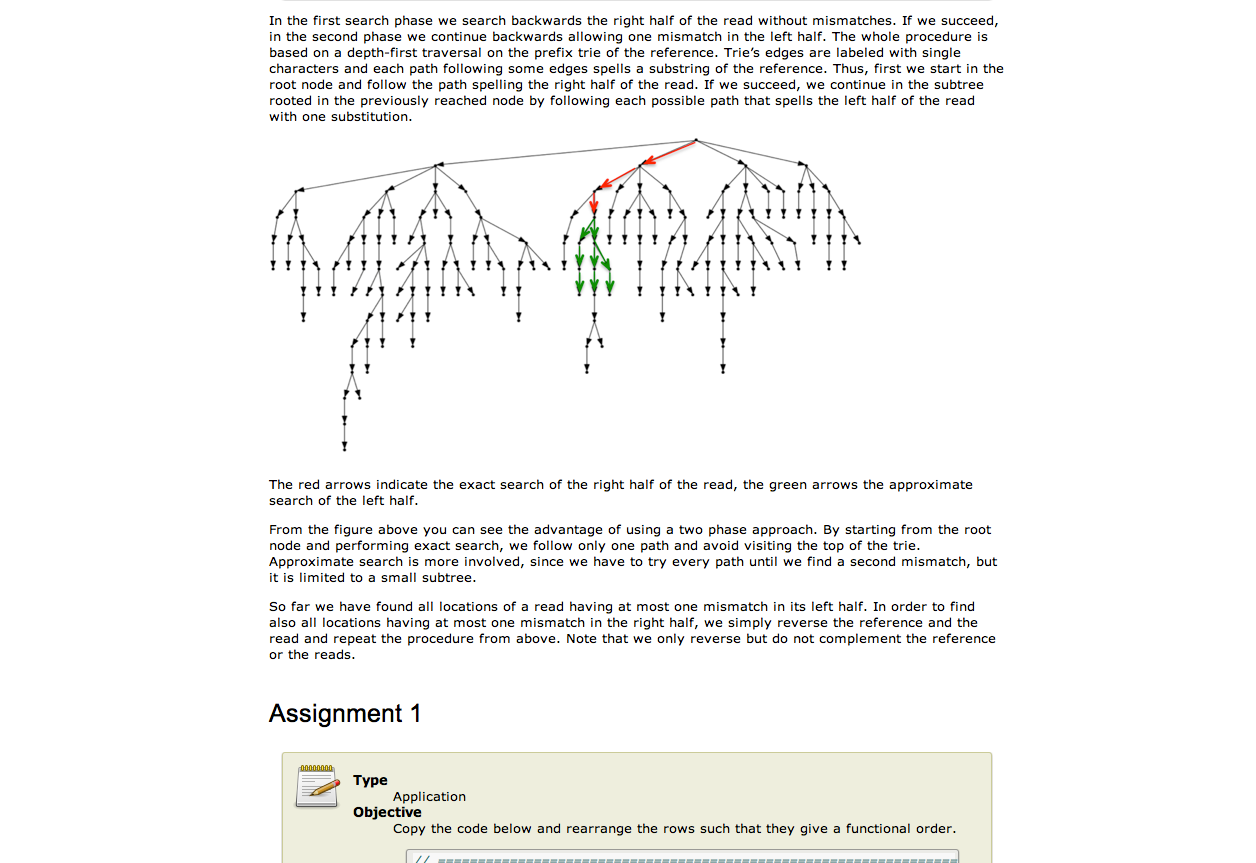 In the first search phase we search backwards the right half of the read without mismatches. If we succeed,
in the second phase we continue backwards allowing one mismatch in the left half. The whole procedure is
based on a depth-first traversal on the prefix trie of the reference. Trie's edges are labeled with single
characters and each path following some edges spells a substring of the reference. Thus, first we start in the
root node and follow the path spelling the right half of the read. If we succeed, we continue in the subtree
rooted in the previously reached node by following each possible path that spells the left half of the read
with one substitution.
The red arrows indicate the exact search of the right half of the read, the green arrows the approximate
search of the left half.
From the figure above you can see the advantage of using a two phase approach. By starting from the root
node and performing exact search, we follow only one path and avoid visiting the top of the trie.
Approximate search is more involved, since we have to try every path until we find a second mismatch, but
it is limited to a small subtree.
So far we have found all locations of a read having at most one mismatch in its left half. In order to find
also all locations having at most one mismatch in the right half, we simply reverse the reference and the
read and repeat the procedure from above. Note that we only reverse but do not complement the reference
or the reads.
Assignment 1
Type
Application
Objective
Copy the code below and rearrange the rows such that they give a functional order.